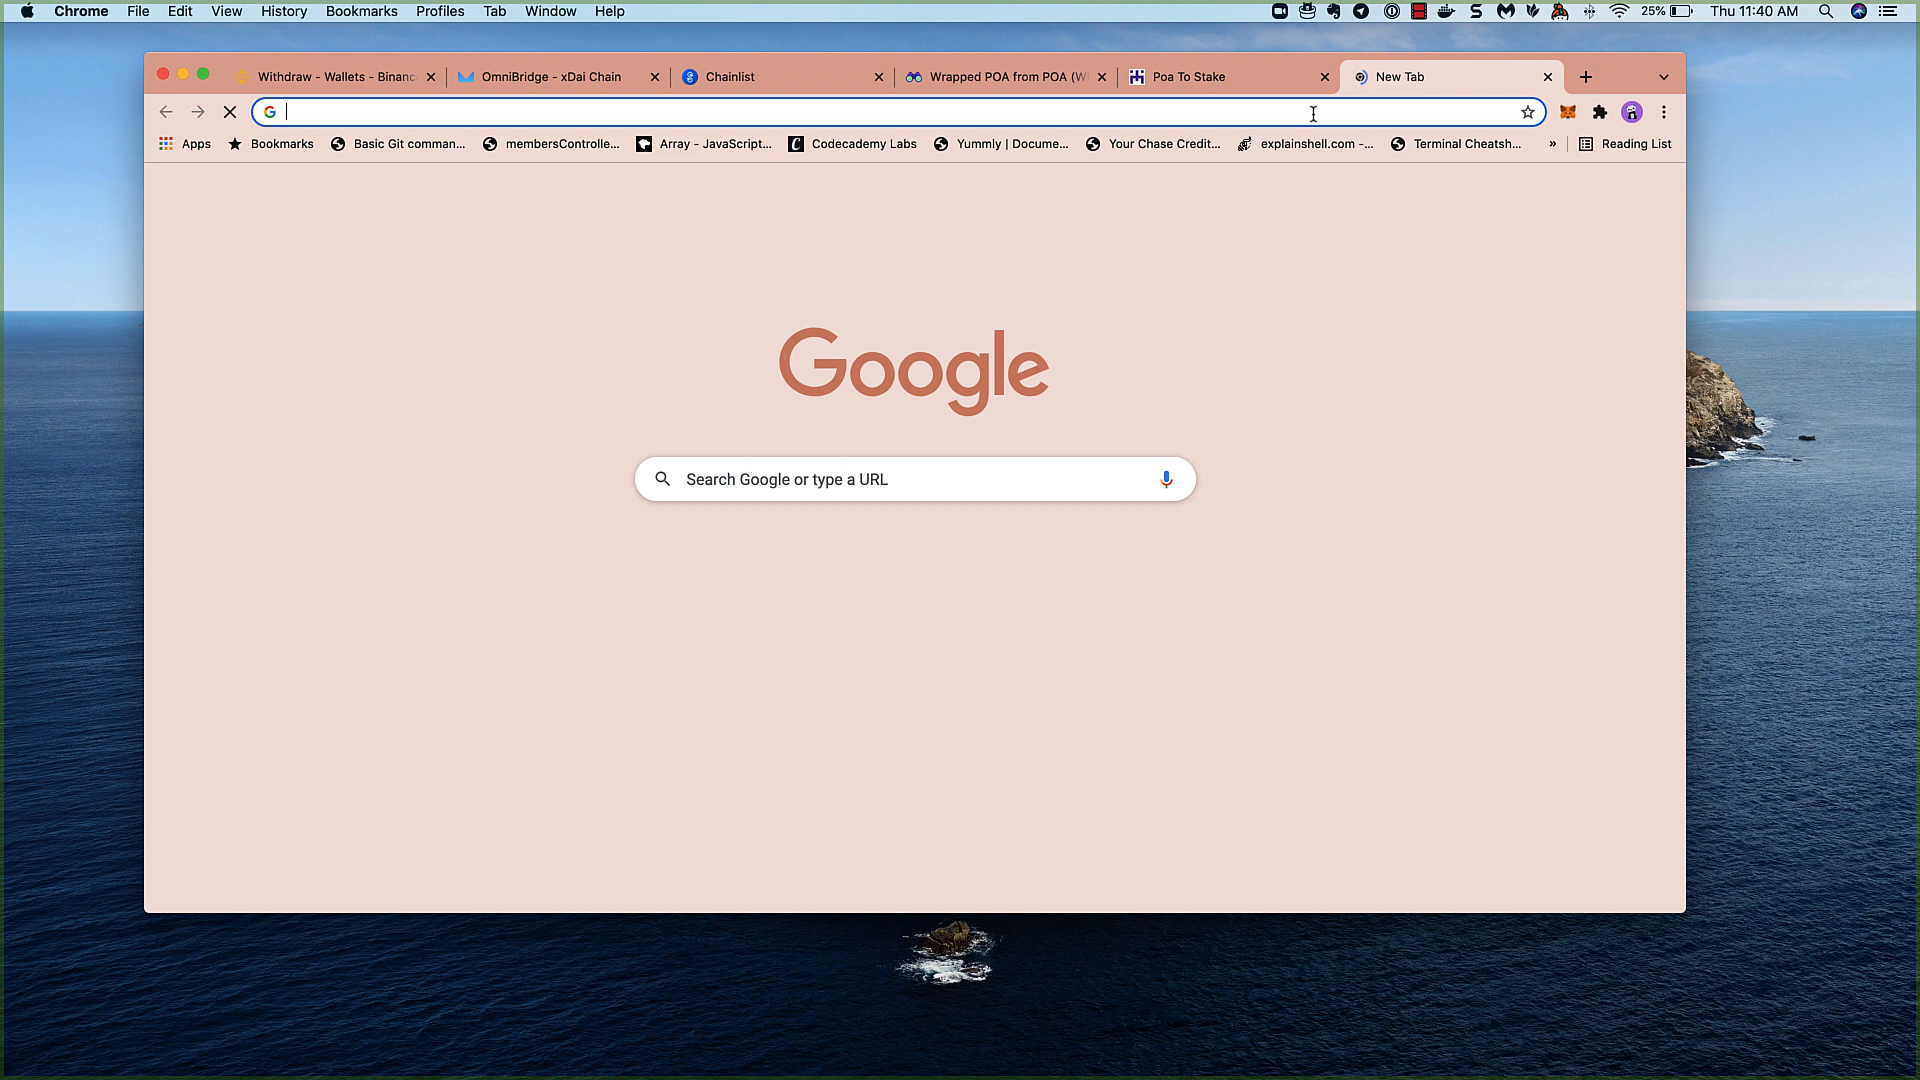 Chrome File Edit View History Bookmarks Profiles Tab Window Help 25% Thu 11:40 AM
Withdraw - Wallets - Binanc OmniBridge - xDai Chain Chainlist Wrapped POA from POA (W Poa To Stake New Tab
Apps Bookmarks Basic Git comman... membersControlle... Array - JavaScript... Codecademy Labs Yummly | Docume... Your Chase Credit... explainshell.com -... Terminal Cheatsh... » Reading List
Google
Search Google or type a URL